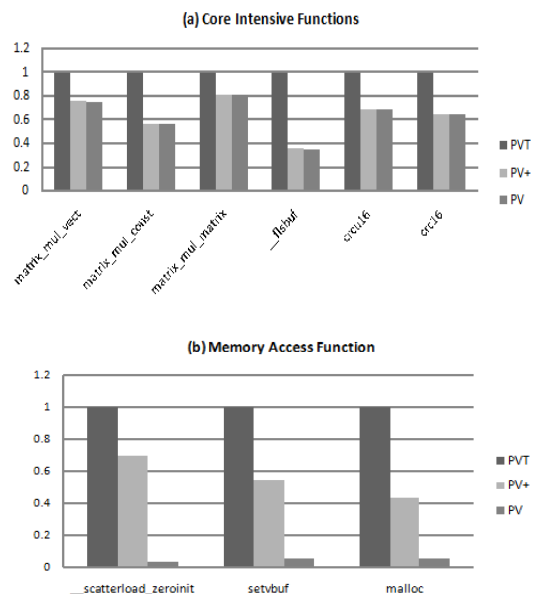 (a) Core Intensive Functions
1.2
1
0.8
0.6
0.4
0.2
0
PVT
PV+
PV
matrix_mul_vect
matrix_mul_const
matrix_mul_matrix
__flsbuf
crcu16
crc16
(b) Memory Access Function
1.2
1
0.8
0.6
0.4
0.2
0
PVT
PV+
PV
__scatterload_zeroinit
setvbuf
malloc